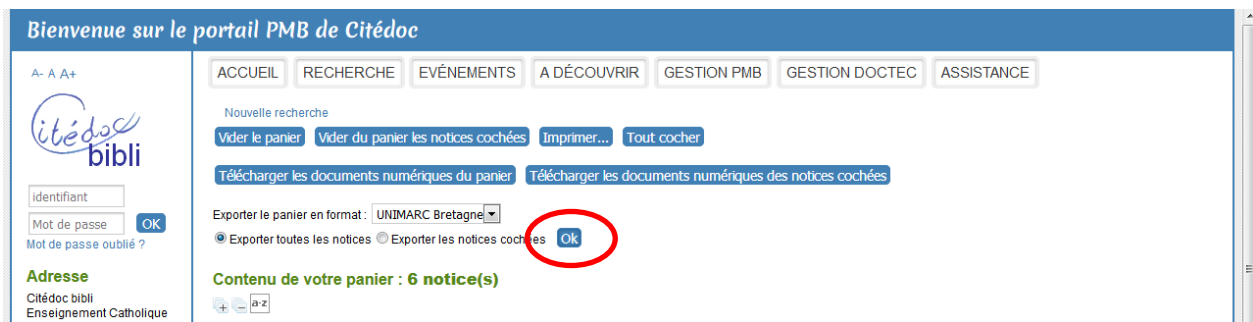 Bienvenue sur le portail PMB de Citédoc
A- A A+
Citédoc
bibli
identifiant
Mot de passe OK
Mot de passe oublié ?
Adresse
Citédoc bibli
Enseignement Catholique
ACCUEIL RECHERCHE EVÉNEMENTS A DÉCOUVRIR GESTION PMB GESTION DOCTEC ASSISTANCE
Nouvelle recherche
Vider le panier Vider du panier les notices cochées Imprimer... Tout cocher
Télécharger les documents numériques du panier Télécharger les documents numériques des notices cochées
Exporter le panier en format : UNIMARC Bretagne
Exporter toutes les notices Exporter les notices cochées Ok
Contenu de votre panier : 6 notice(s)
a-z